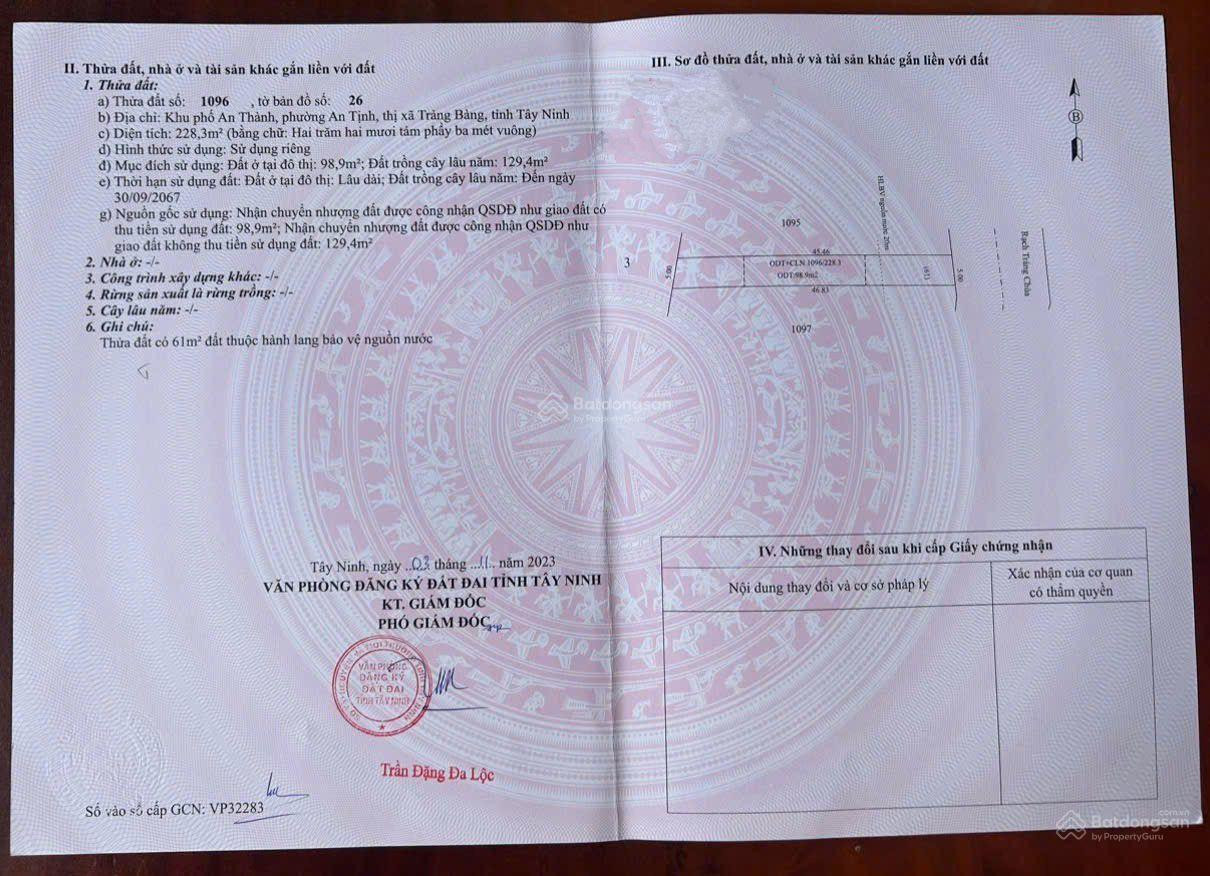 II. Thửa đất, nhà ở và tài sản khác gắn liền với đất
1. Thửa đất:
a) Thửa đất số: 1096 , tờ bản đồ số: 26
b) Địa chỉ: Khu phố An Thành, phường An Tịnh, thị xã Trảng Bàng, tỉnh Tây Ninh
c) Diện tích: 228,3m² (bằng chữ: Hai trăm hai mươi tám phẩy ba mét vuông)
d) Hình thức sử dụng: Sử dụng riêng
đ) Mục đích sử dụng: Đất ở tại đô thị: 98,9m²; Đất trồng cây lâu năm: 129,4m²
e) Thời hạn sử dụng đất: Đất ở tại đô thị: Lâu dài; Đất trồng cây lâu năm: Đến ngày
30/09/2067
g) Nguồn gốc sử dụng: Nhận chuyển nhượng đất được công nhận QSDĐ như giao đất có
thu tiền sử dụng đất: 98,9m²; Nhận chuyển nhượng đất được công nhận QSDĐ như
giao đất không thu tiền sử dụng đất: 129,4m²
2. Nhà ở: -/-
3. Công trình xây dựng khác: -/-
4. Rừng sản xuất là rừng trồng: -/-
5. Cây lâu năm: -/-
6. Ghi chú:
Thửa đất có 61m² đất thuộc hành lang bảo vệ nguồn nước
Tây Ninh, ngày ..03. tháng ...11.. năm 2023
VĂN PHÒNG ĐĂNG KÝ ĐẤT ĐAI TỈNH TÂY NINH
KT. GIÁM ĐỐC
PHÓ GIÁM ĐỐC
VĂN PHÒNG
ĐĂNG KÝ
ĐẤT ĐAI
TỈNH TÂY NINH
Trần Đặng Đa Lộc
Số vào sổ cấp GCN: VP32283
III. Sơ đồ thửa đất, nhà ở và tài sản khác gắn liền với đất
B
HLBV nguồn nước 20m
Rạch Trảng Chùa
1095
3
5.00
45.46
ODT+CLN.1096/228.3
ODT:98.9m2
46.83
5.00
1097
Batdongsan
by PropertyGuru
IV. Những thay đổi sau khi cấp Giấy chứng nhận
Nội dung thay đổi và cơ sở pháp lý
Xác nhận của cơ quan
có thẩm quyền
Batdongsan
.com.vn
by PropertyGuru